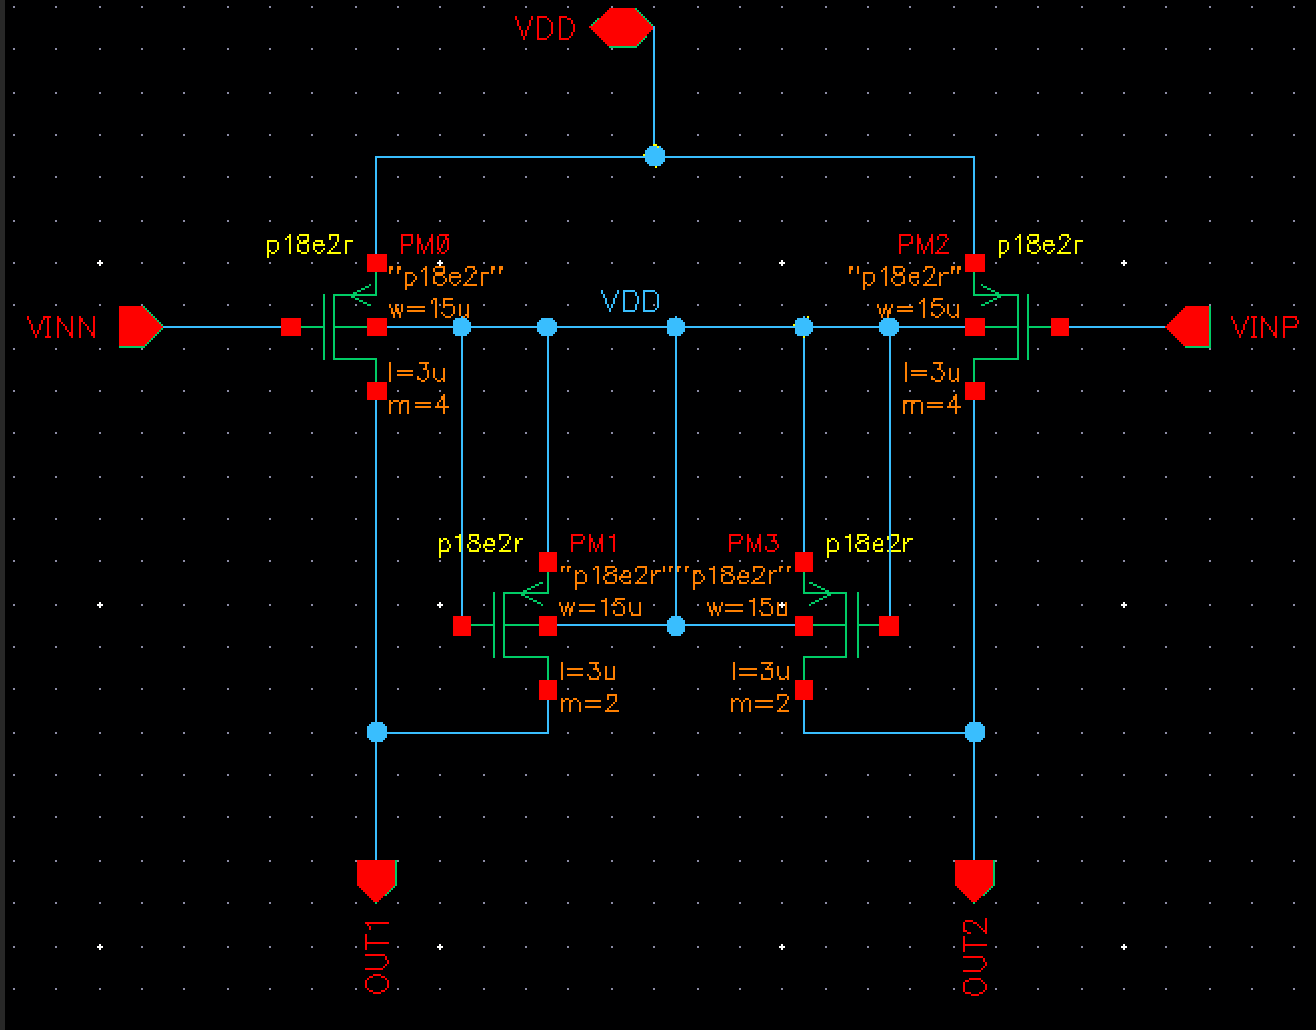 VDD
p18e2r PM0 PM2 p18e2r
"p18e2r" "p18e2r"
w=15u VDD w=15u
VINN VINP
l=3u l=3u
m=4 m=4
p18e2r PM1 PM3 p18e2r
"p18e2r" "p18e2r"
w=15u w=15u
l=3u l=3u
m=2 m=2
OUT1 OUT2